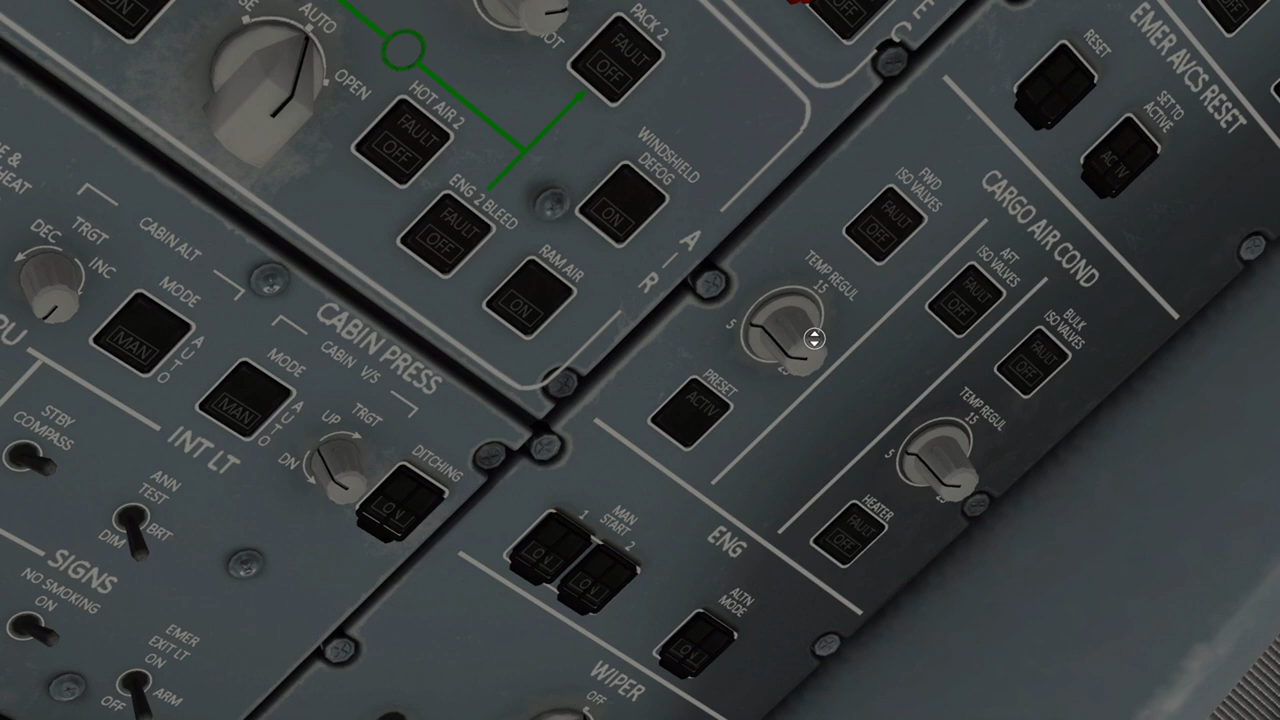 AUTO
OPEN
HOT AIR 2
FAULT
OFF
PACK 2
FAULT
OFF
ENG 2 BLEED
FAULT
OFF
WINDSHIELD
DEFOG
ON
RAM AIR
ON
A
I
R
OFF
EMER AVCS RESET
RESET
SET TO
ACTIVE
CARGO AIR COND
FWD
ISO VALVES
FAULT
OFF
TEMP REGUL
15
5
25
PRESET
ACTIV
AFT
ISO VALVES
FAULT
OFF
BULK
ISO VALVES
FAULT
OFF
TEMP REGUL
15
5
HEATER
FAULT
OFF
TRGT
DEC
INC
CABIN ALT
MODE
MAN
AUTO
CABIN PRESS
MODE
MAN
AUTO
CABIN V/S
TRGT
UP
DN
DITCHING
STBY
COMPASS
INT LT
ANN
TEST
BRT
DIM
SIGNS
NO SMOKING
ON
EMER
EXIT LT
ON
OFF
ARM
ENG
MAN
START
1
2
ALTN
MODE
WIPER
OFF